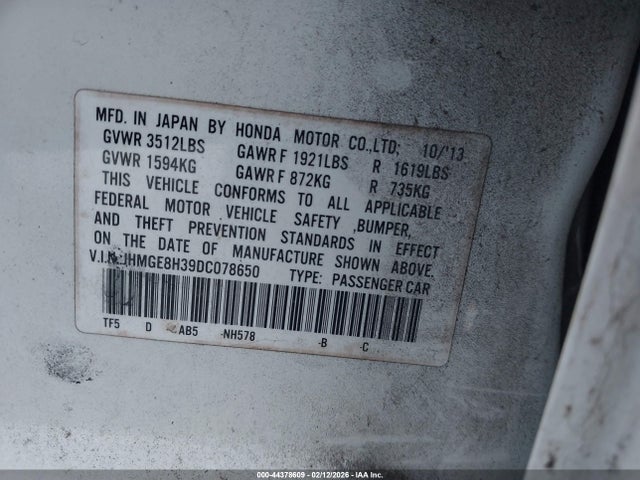 MFD. IN JAPAN BY HONDA MOTOR CO.,LTD: 10/'13
GVWR 3512LBS GAWR F 1921LBS R 1619LBS
GVWR 1594KG GAWR F 872KG R 735KG
THIS VEHICLE CONFORMS TO ALL APPLICABLE
FEDERAL MOTOR VEHICLE SAFETY ,BUMPER,
AND THEFT PREVENTION STANDARDS IN EFFECT
ON THE DATE OF MANUFACTURE SHOWN ABOVE.
V.I.N: JHMGE8H39DC078650 TYPE: PASSENGER CAR
TF5 D AB5 -NH578 -B -C
000-44378609 - 02/12/2026 - IAA Inc.